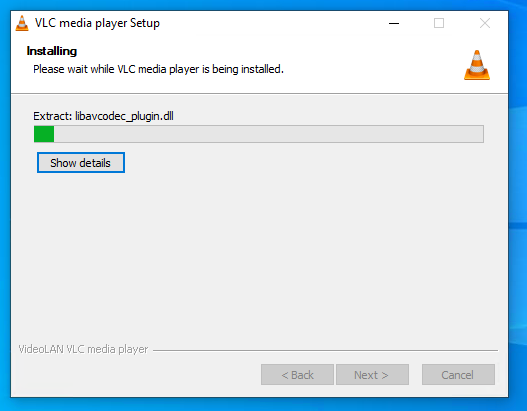 VLC media player Setup
Installing
Please wait while VLC media player is being installed.
Extract: libavcodec_plugin.dll
Show details
VideoLAN VLC media player
< Back
Next >
Cancel